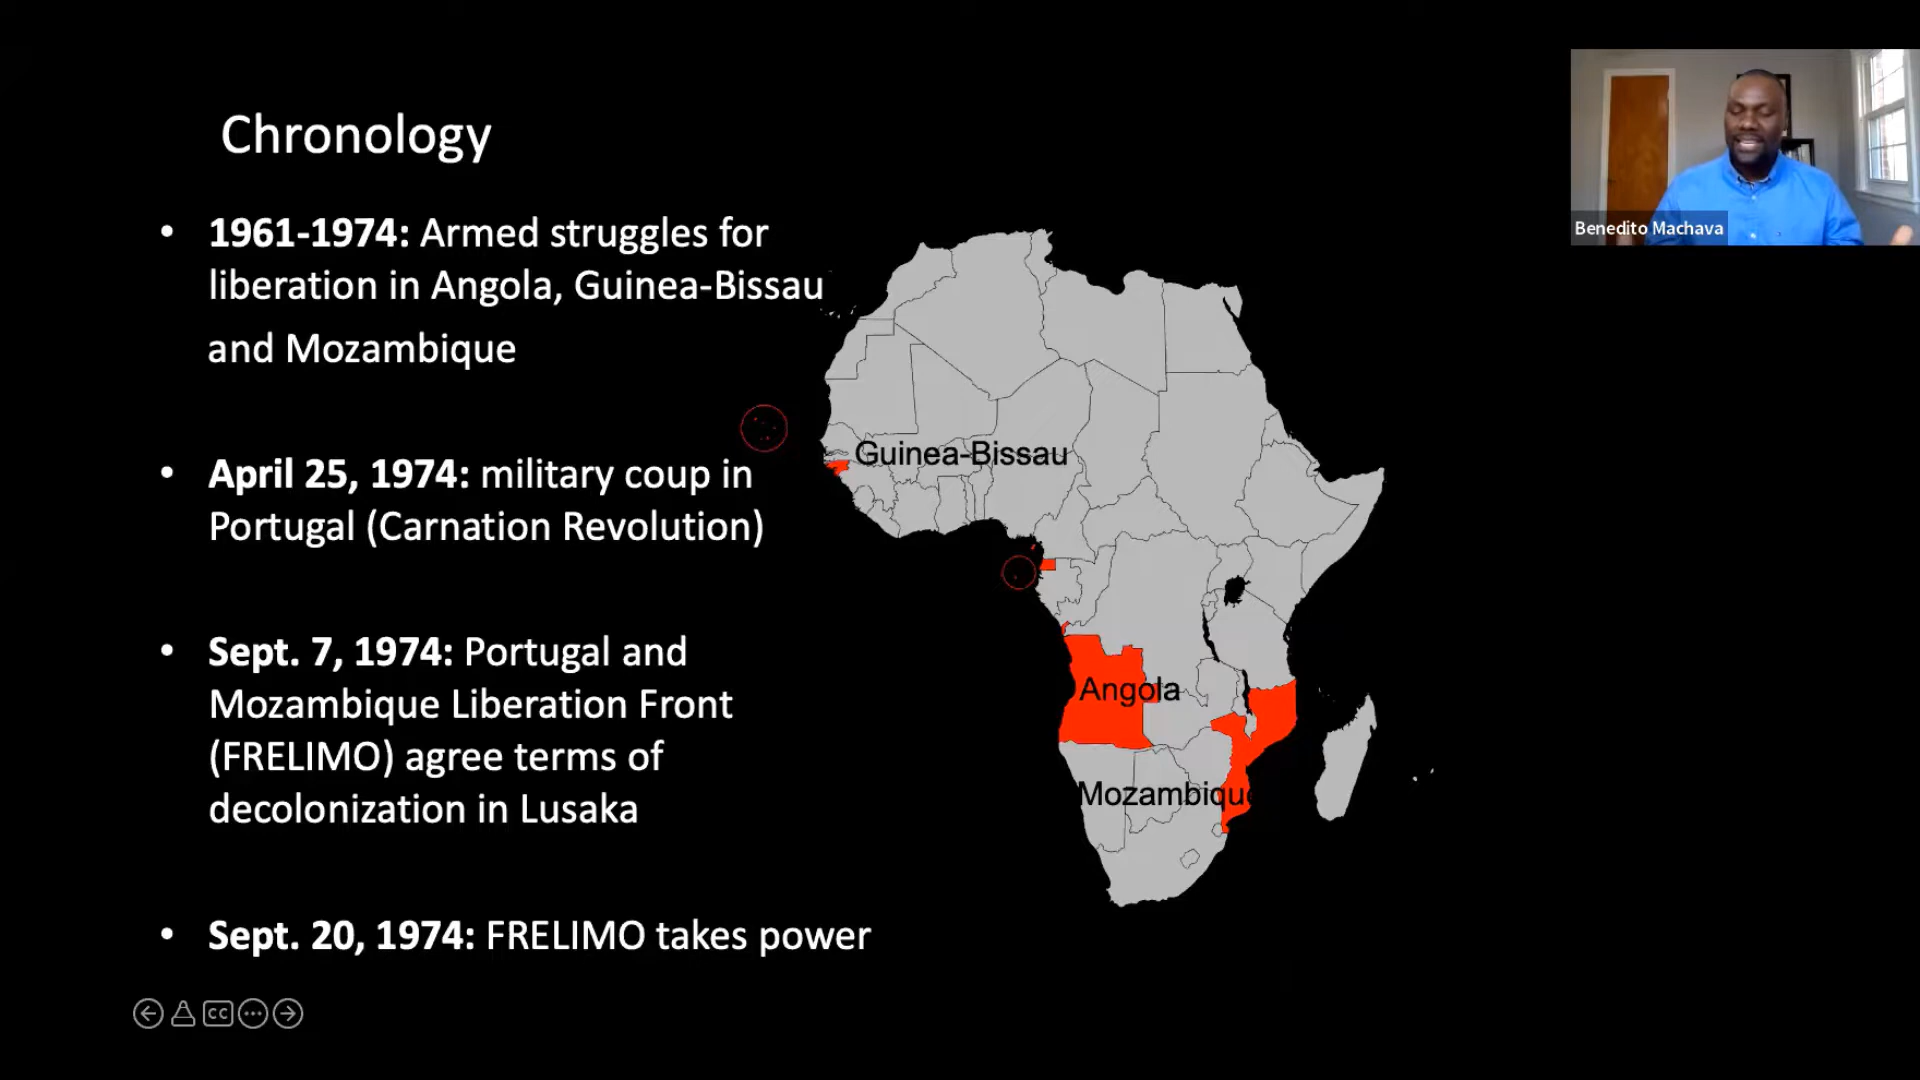 Chronology
• 1961-1974: Armed struggles for
liberation in Angola, Guinea-Bissau
and Mozambique
• April 25, 1974: military coup in
Portugal (Carnation Revolution)
• Sept. 7, 1974: Portugal and
Mozambique Liberation Front
(FRELIMO) agree terms of
decolonization in Lusaka
• Sept. 20, 1974: FRELIMO takes power
Guinea-Bissau
Angola
Mozambique
Benedito Machava
CC